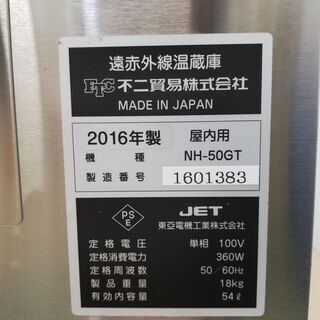 遠赤外線温蔵庫
FTC 不二貿易株式会社
MADE IN JAPAN
2016年製 屋内用
機種 NH-50GT
製造番号 1601383
PSE JET
東亞電機工業株式会社
定格電圧 単相 100V
定格消費電力 360W
定格周波数 50/60Hz
製品重量 18kg
有効内容量 54ℓ